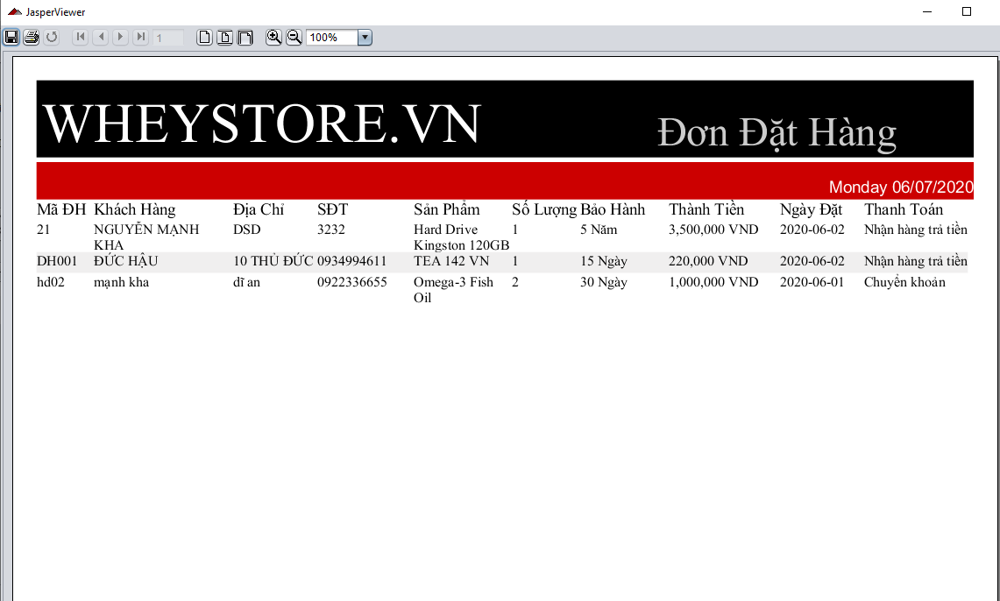 JasperViewer
1
100%
WHEYSTORE.VN
Đơn Đặt Hàng
Monday 06/07/2020
Mã ĐH Khách Hàng Địa Chỉ SĐT Sản Phẩm Số Lượng Bảo Hành Thành Tiền Ngày Đặt Thanh Toán
21 NGUYỄN MẠNH DSD 3232 Hard Drive 1 5 Năm 3,500,000 VND 2020-06-02 Nhận hàng trả tiền
KHA Kingston 120GB
DH001 ĐỨC HẬU 10 THỦ ĐỨC 0934994611 TEA 142 VN 1 15 Ngày 220,000 VND 2020-06-02 Nhận hàng trả tiền
hd02 mạnh kha dĩ an 0922336655 Omega-3 Fish 2 30 Ngày 1,000,000 VND 2020-06-01 Chuyển khoản
Oil